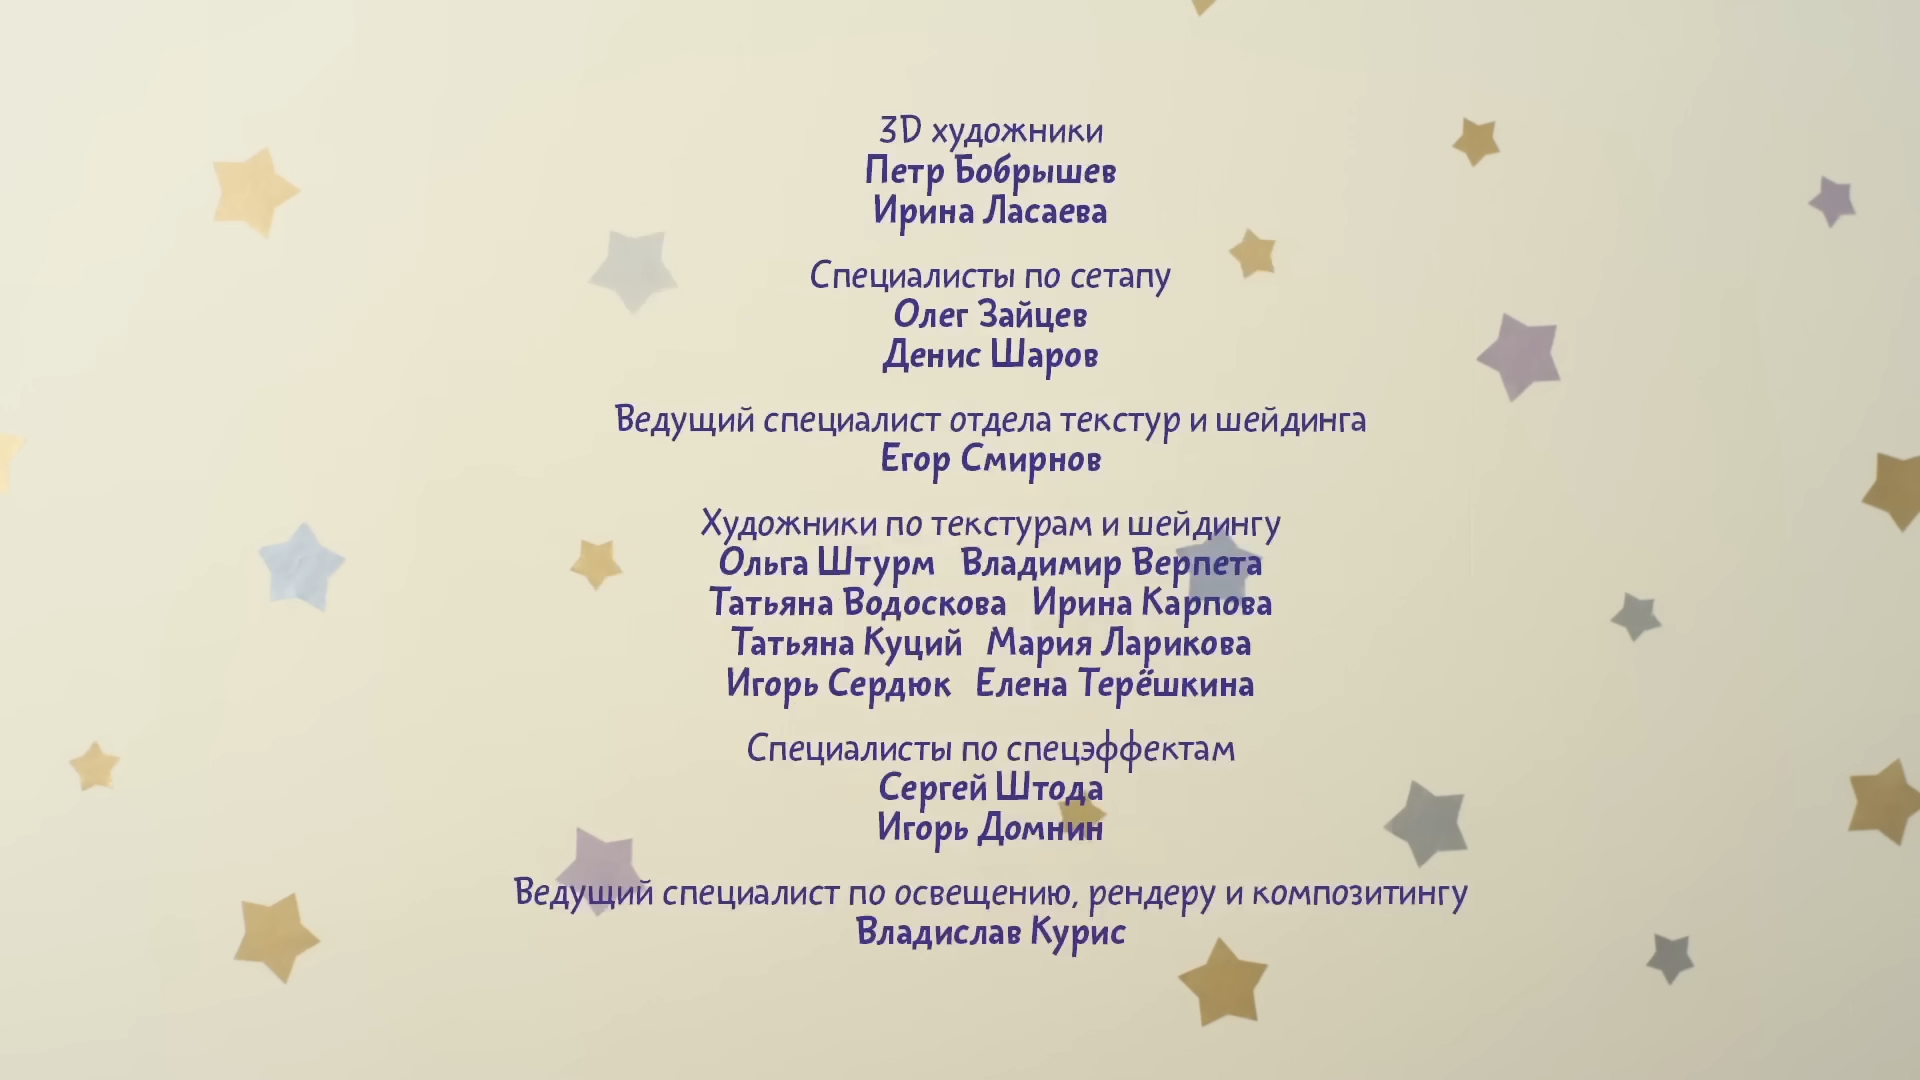 3D художники
Петр Бобрышев
Ирина Ласаева
Специалисты по сетапу
Олег Зайцев
Денис Шаров
Ведущий специалист отдела текстур и шейдинга
Егор Смирнов
Художники по текстурам и шейдингу
Ольга Штурм   Владимир Верпета
Татьяна Водоскова   Ирина Карпова
Татьяна Куций   Мария Ларикова
Игорь Сердюк   Елена Терёшкина
Специалисты по спецэффектам
Сергей Штода
Игорь Домнин
Ведущий специалист по освещению, рендеру и композитингу
Владислав Курис